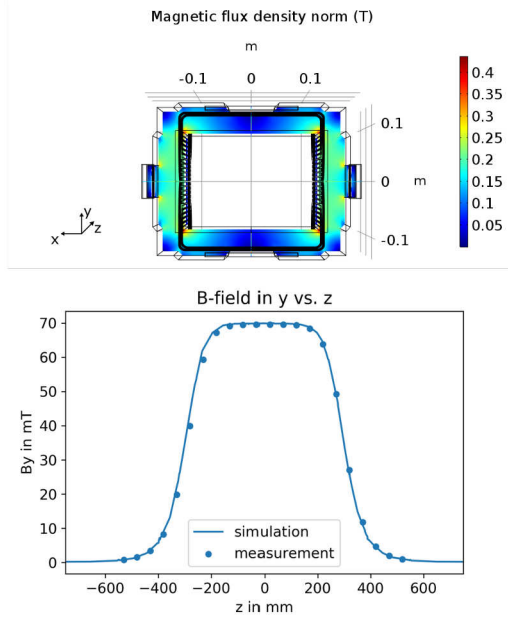 Magnetic flux density norm (T)
m
-0.1 0 0.1
0.4
0.35
0.3
0.25
0.2
0.15
0.1
0.05
0.1
0 m
-0.1
y
z
x
B-field in y vs. z
70
60
50
40
30
20
10
0
By in mT
simulation
measurement
−600 −400 −200 0 200 400 600
z in mm